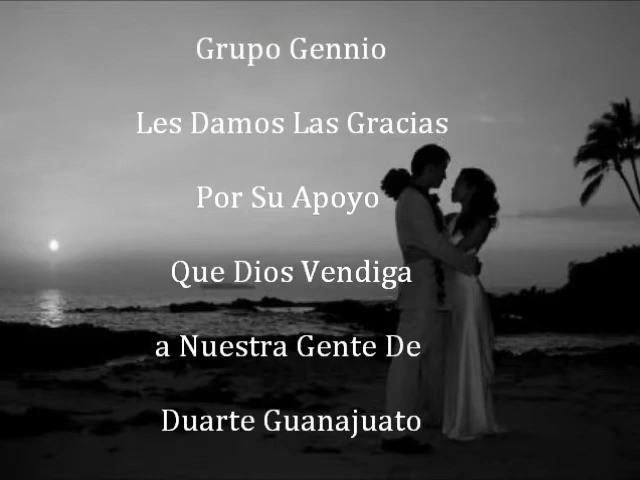 Grupo Gennio
Les Damos Las Gracias
Por Su Apoyo
Que Dios Vendiga
a Nuestra Gente De
Duarte Guanajuato